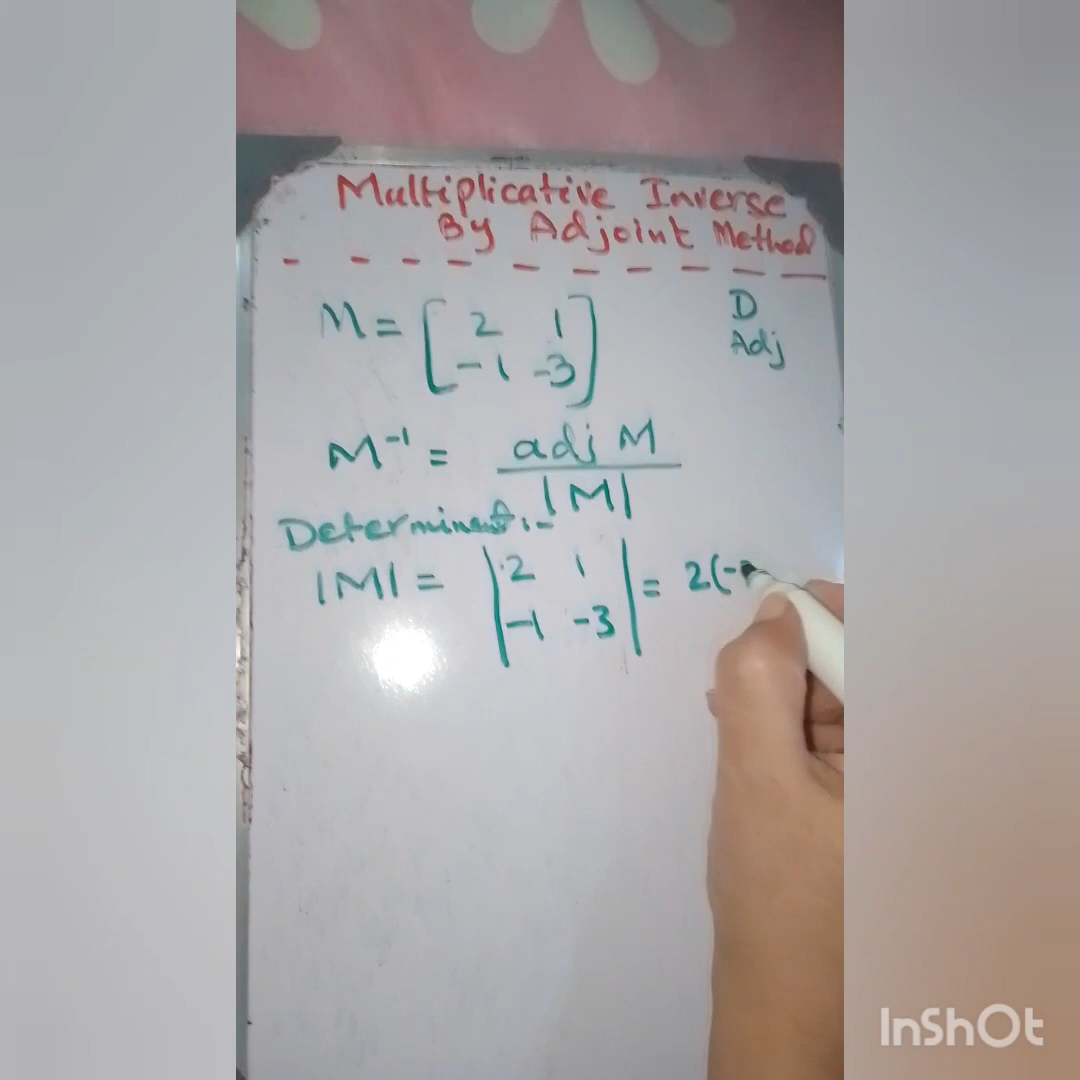 Multiplicative Inverse
By Adjoint Method
M = [ 2 1
-1 -3 ]
D
Adj
M⁻¹ = adj M
|M|
Determinant:-
|M| = | 2 1
-1 -3 | = 2(-
InShOt